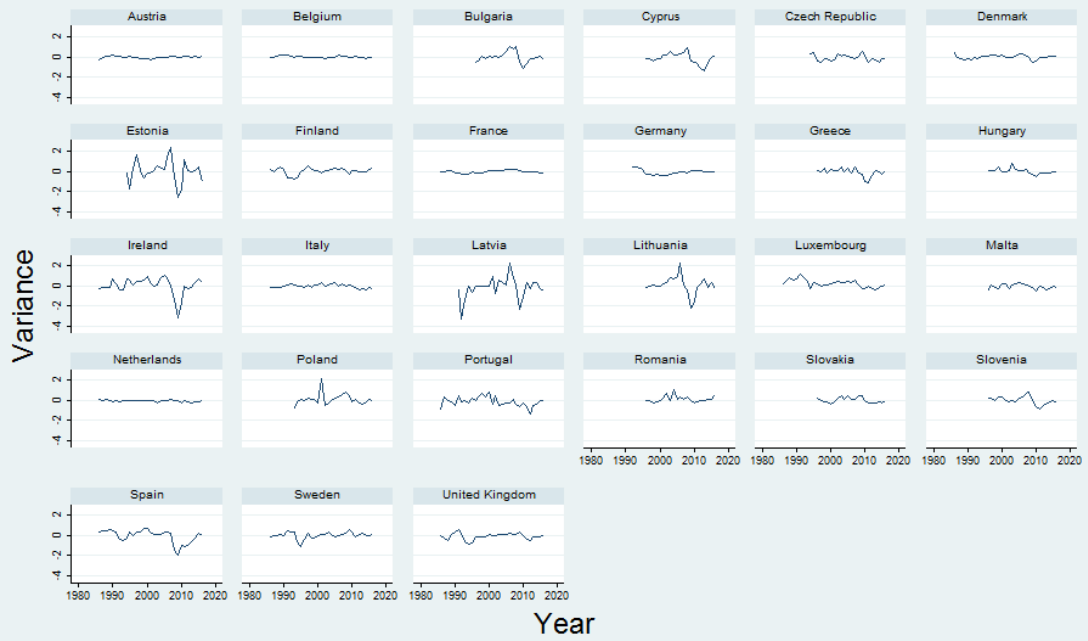 Austria Belgium Bulgaria Cyprus Czech Republic Denmark
2
0
-2
-4
Estonia Finland France Germany Greece Hungary
2
0
-2
-4
Ireland Italy Latvia Lithuania Luxembourg Malta
2
0
-2
-4
Netherlands Poland Portugal Romania Slovakia Slovenia
2
0
-2
-4
1980 1990 2000 2010 2020 1980 1990 2000 2010 2020 1980 1990 2000 2010 2020
Spain Sweden United Kingdom
2
0
-2
-4
1980 1990 2000 2010 2020 1980 1990 2000 2010 2020 1980 1990 2000 2010 2020
Variance
Year